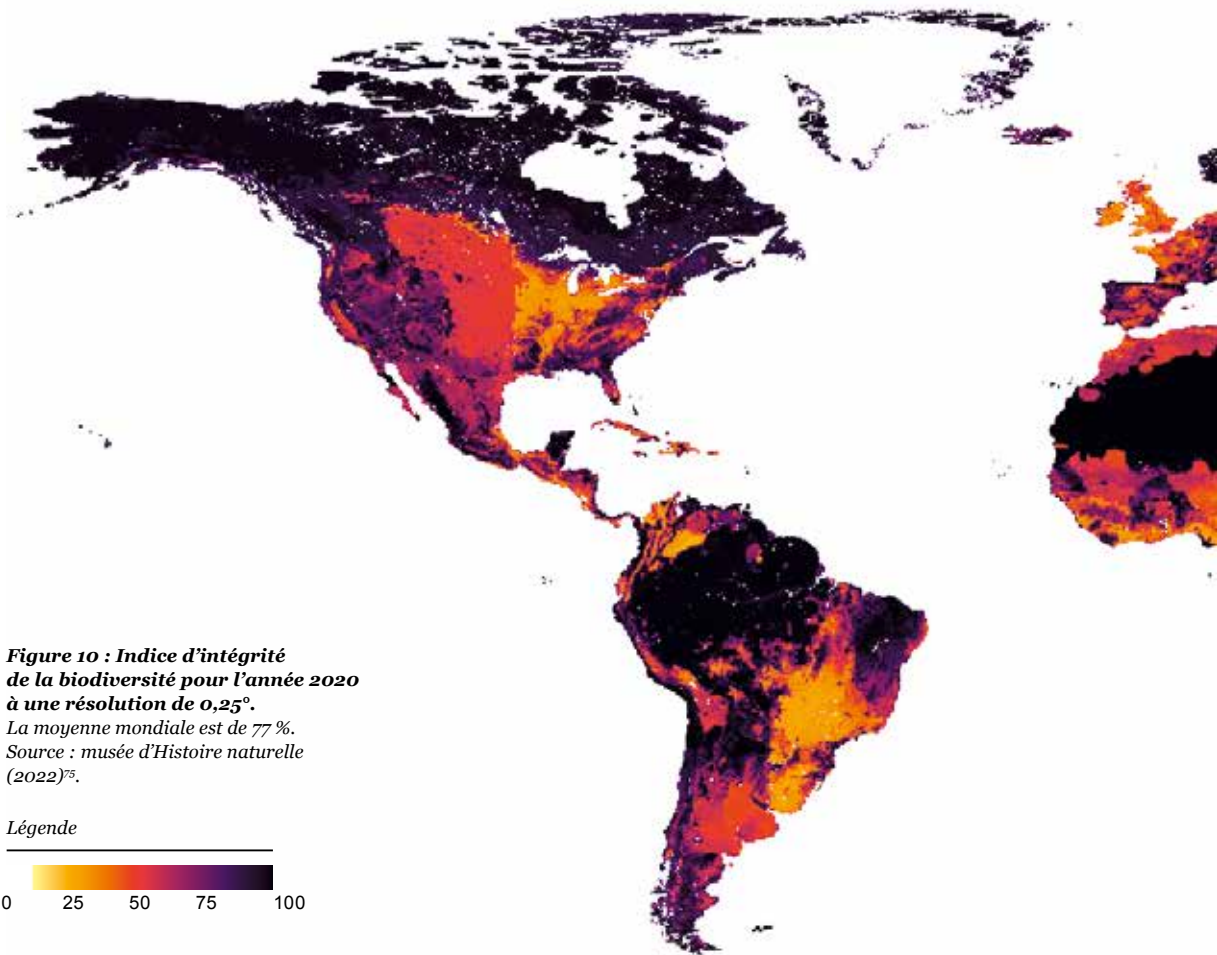 Figure 10 : Indice d'intégrité
de la biodiversité pour l'année 2020
à une résolution de 0,25°.
La moyenne mondiale est de 77 %.
Source : musée d'Histoire naturelle
(2022)⁷⁵.
Légende
0 25 50 75 100